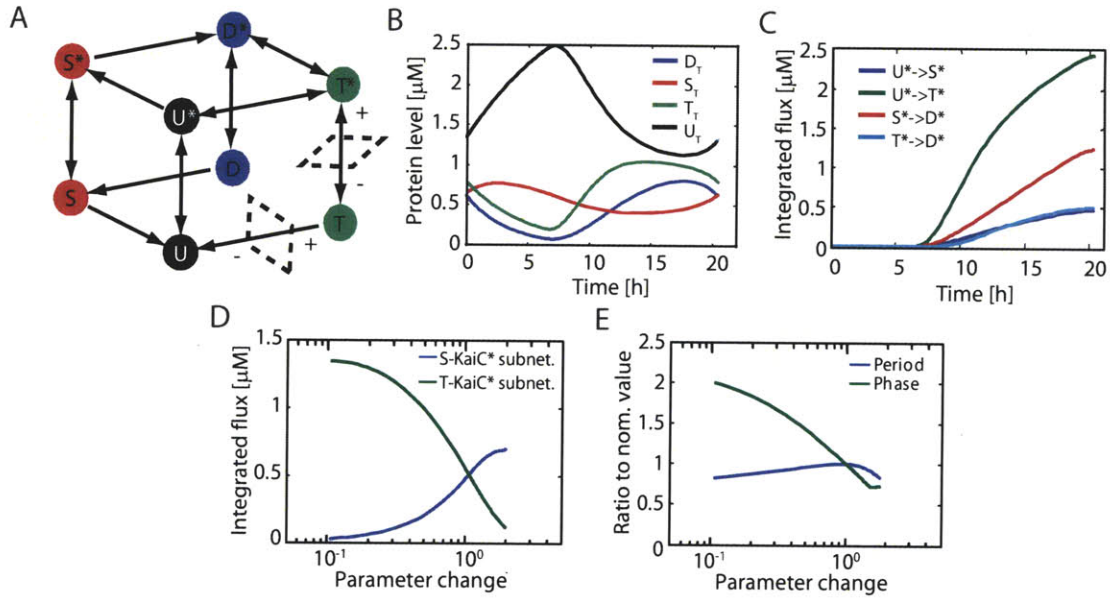 A
D*
S*
T*
U*
+
-
D
S
T
+
-
U
B
Protein level [μM]
2.5
2
1.5
1
0.5
0
D_T
S_T
T_T
U_T
0 5 10 15 20
Time [h]
C
Integrated flux [μM]
2.5
2
1.5
1
0.5
0
U*->S*
U*->T*
S*->D*
T*->D*
0 5 10 15 20
Time [h]
D
Integrated flux [μM]
1.5
1
0.5
0
S-KaiC* subnet.
T-KaiC* subnet.
10⁻¹ 10⁰
Parameter change
E
Ratio to nom. value
2.5
2
1.5
1
0.5
0
Period
Phase
10⁻¹ 10⁰
Parameter change